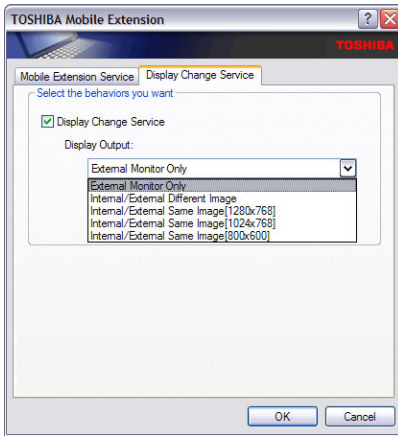 TOSHIBA Mobile Extension
TOSHIBA
Mobile Extension Service Display Change Service
Select the behaviors you want
Display Change Service
Display Output:
External Monitor Only
External Monitor Only
Internal/External Different Image
Internal/External Same Image[1280x768]
Internal/External Same Image[1024x768]
Internal/External Same Image[800x600]
OK Cancel